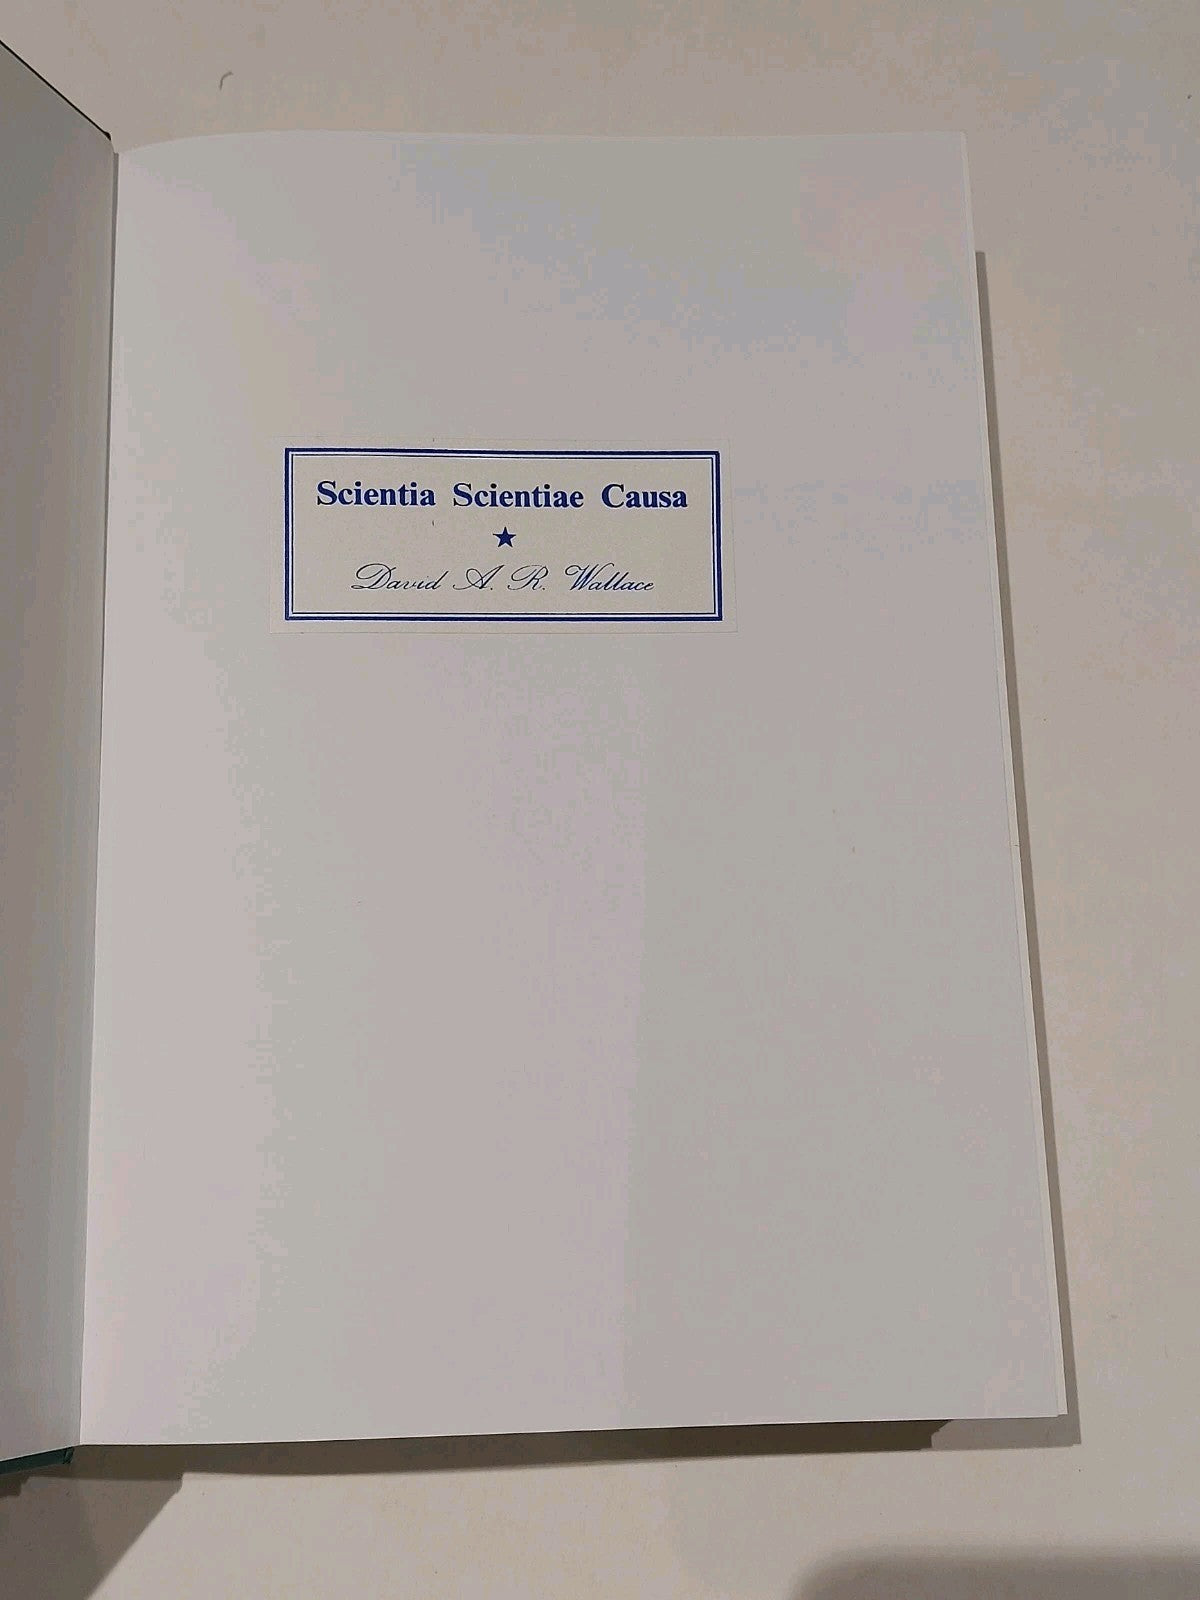 Scientia Scientiae Causa
★
David A. R. Wallace